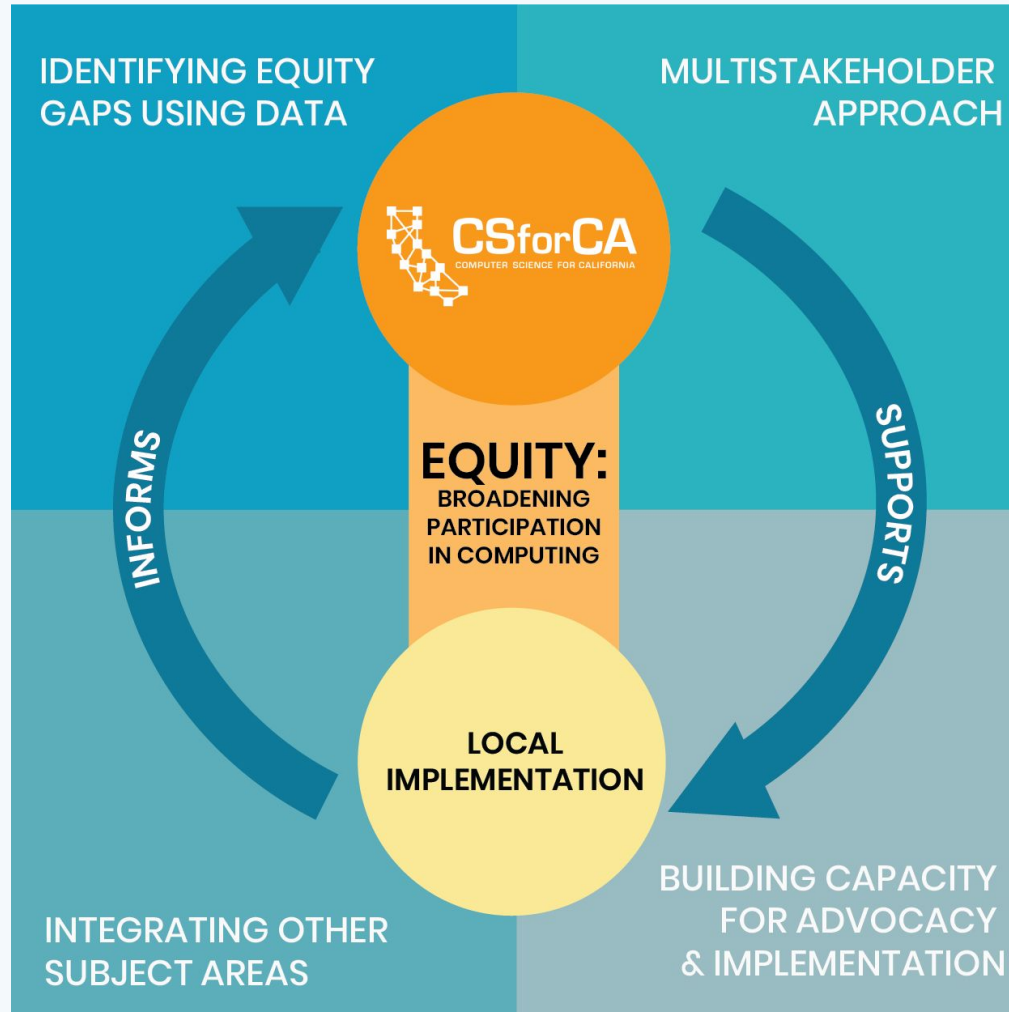 IDENTIFYING EQUITY
GAPS USING DATA
MULTISTAKEHOLDER
APPROACH
CSforCA
COMPUTER SCIENCE FOR CALIFORNIA
INFORMS
SUPPORTS
EQUITY:
BROADENING
PARTICIPATION
IN COMPUTING
LOCAL
IMPLEMENTATION
INTEGRATING OTHER
SUBJECT AREAS
BUILDING CAPACITY
FOR ADVOCACY
& IMPLEMENTATION